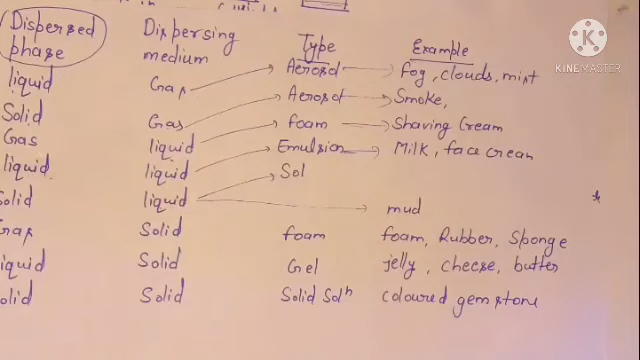 Dispersed phase Dispersing medium Type Example
liquid Gas Aerosol fog, clouds, mist
Solid Gas Aerosol Smoke,
Gas liquid foam Shaving Cream
liquid liquid Emulsion Milk, face cream
Solid liquid Sol mud
Gas Solid foam foam, Rubber, Sponge
liquid Solid Gel jelly, cheese, butter
Solid Solid Solid Solⁿ coloured gemstone
KINEMASTER